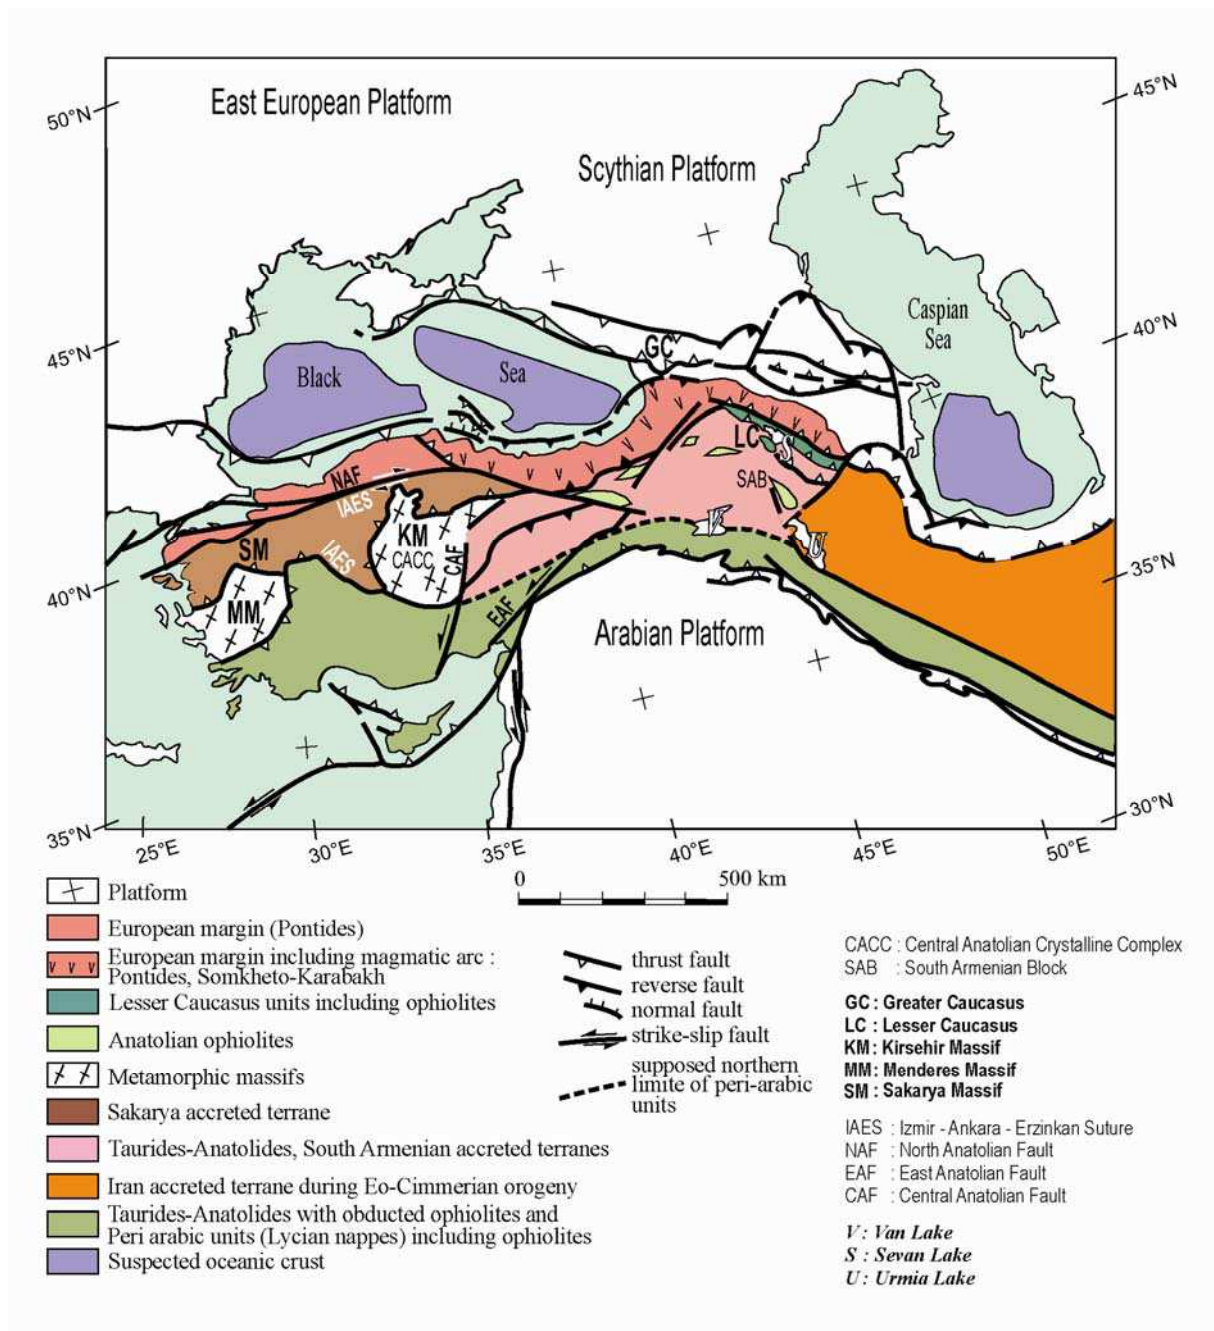 East European Platform
Scythian Platform
50°N
45°N
45°N
40°N
40°N
35°N
35°N
30°N
25°E
30°E
35°E
40°E
45°E
50°E
Caspian
Sea
Black
Sea
GC
LC
S
SAB
NAF
IAES
IAES
SM
KM
CACC
CAF
MM
EAF
V
U
Arabian Platform
0
500 km
Platform
European margin (Pontides)
European margin including magmatic arc :
Pontides, Somkheto-Karabakh
Lesser Caucasus units including ophiolites
Anatolian ophiolites
Metamorphic massifs
Sakarya accreted terrane
Taurides-Anatolides, South Armenian accreted terranes
Iran accreted terrane during Eo-Cimmerian orogeny
Taurides-Anatolides with obducted ophiolites and
Peri arabic units (Lycian nappes) including ophiolites
Suspected oceanic crust
thrust fault
reverse fault
normal fault
strike-slip fault
supposed northern
limite of peri-arabic
units
CACC : Central Anatolian Crystalline Complex
SAB : South Armenian Block
GC : Greater Caucasus
LC : Lesser Caucasus
KM : Kirsehir Massif
MM : Menderes Massif
SM : Sakarya Massif
IAES : Izmir - Ankara - Erzinkan Suture
NAF : North Anatolian Fault
EAF : East Anatolian Fault
CAF : Central Anatolian Fault
V : Van Lake
S : Sevan Lake
U : Urmia Lake